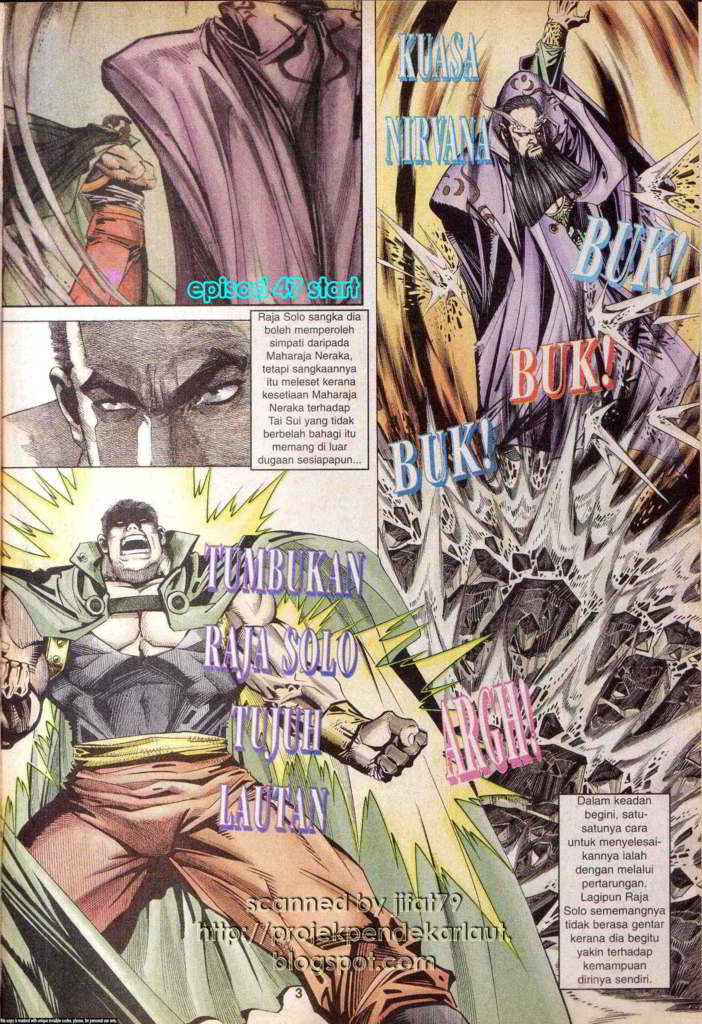 episod 47 start
Raja Solo sangka dia
boleh memperoleh
simpati daripada
Maharaja Neraka,
tetapi sangkaannya
itu meleset kerana
kesetiaan Maharaja
Neraka terhadap
Tai Sui yang tidak
berbelah bahagi itu
memang di luar
dugaan sesiapapun...
TUMBUKAN
RAJA SOLO
TUJUH
LAUTAN
KUASA
NIRVANA
BUK!
BUK!
BUK!
ARGH!
Dalam keadan
begini, satu-
satunya cara
untuk menyelesai-
kannya ialah
dengan melalui
pertarungan.
Lagipun Raja
Solo sememangnya
tidak berasa gentar
kerana dia begitu
yakin terhadap
kemampuan
dirinya sendiri.
scanned by jifat79
http://projekpendekarlaut.
blogspot.com
3